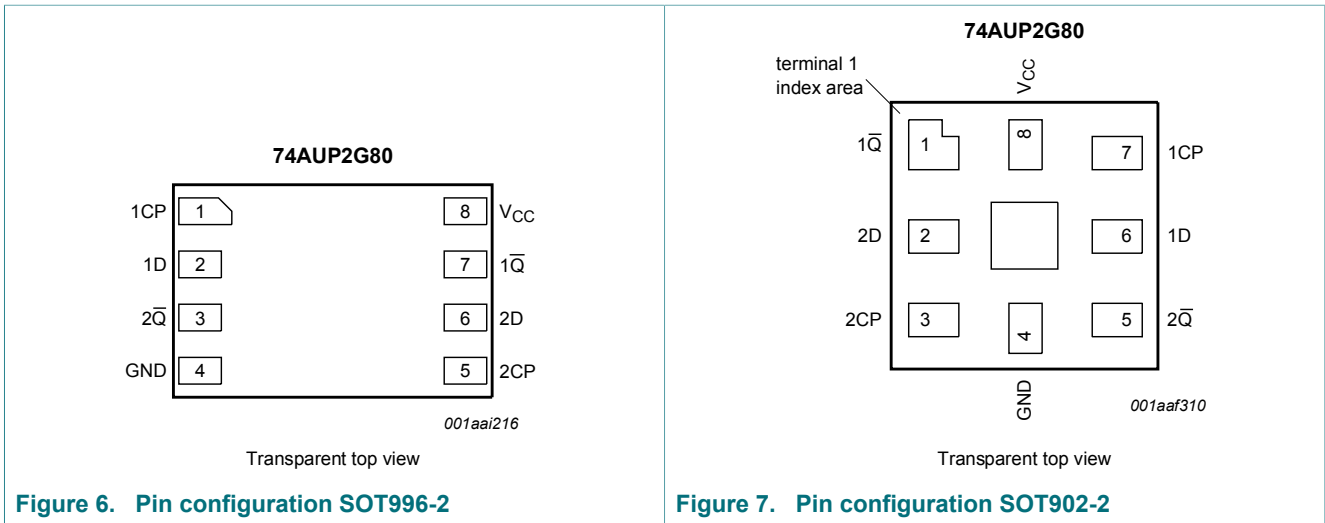 74AUP2G80
1CP 1 8 VCC
1D 2 7 1Q̅
2Q̅ 3 6 2D
GND 4 5 2CP
001aai216
Transparent top view
Figure 6. Pin configuration SOT996-2
74AUP2G80
terminal 1
index area
VCC
1Q̅ 1 8 7 1CP
2D 2 6 1D
2CP 3 4 5 2Q̅
GND
001aaf310
Transparent top view
Figure 7. Pin configuration SOT902-2